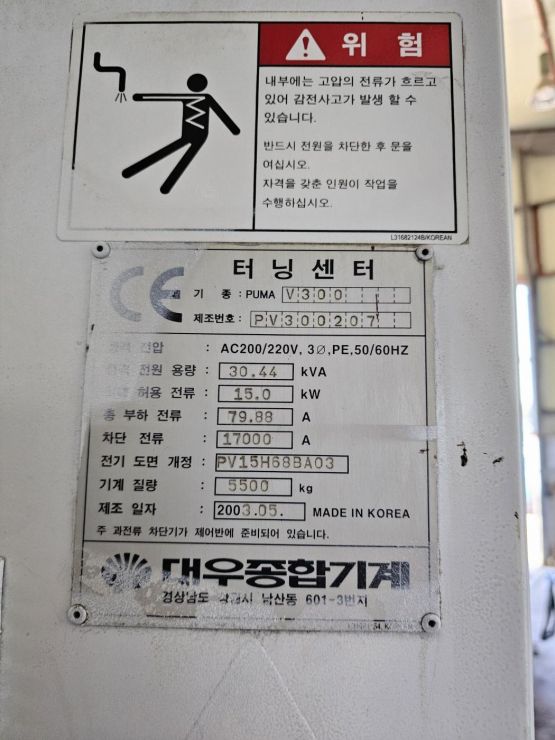 위 험
내부에는 고압의 전류가 흐르고
있어 감전사고가 발생 할 수
있습니다.
반드시 전원을 차단한 후 문을
여십시오.
자격을 갖춘 인원이 작업을
수행하십시오.
L31682124B/KOREAN
CE
터닝센터
기 종 : PUMA V300
제조번호 : PV300207
전압 : AC200/220V, 3∅,PE,50/60HZ
전원 용량 : 30.44 kVA
허용 전류 : 15.0 kW
총 부하 전류 : 79.88 A
차단 전류 : 17000 A
전기 도면 개정 : PV15H68BA03
기계 질량 : 5500 kg
제조 일자 : 2003.05. MADE IN KOREA
주 과전류 차단기가 제어반에 준비되어 있습니다.
대우종합기계
경상남도 남산동 601-3번지